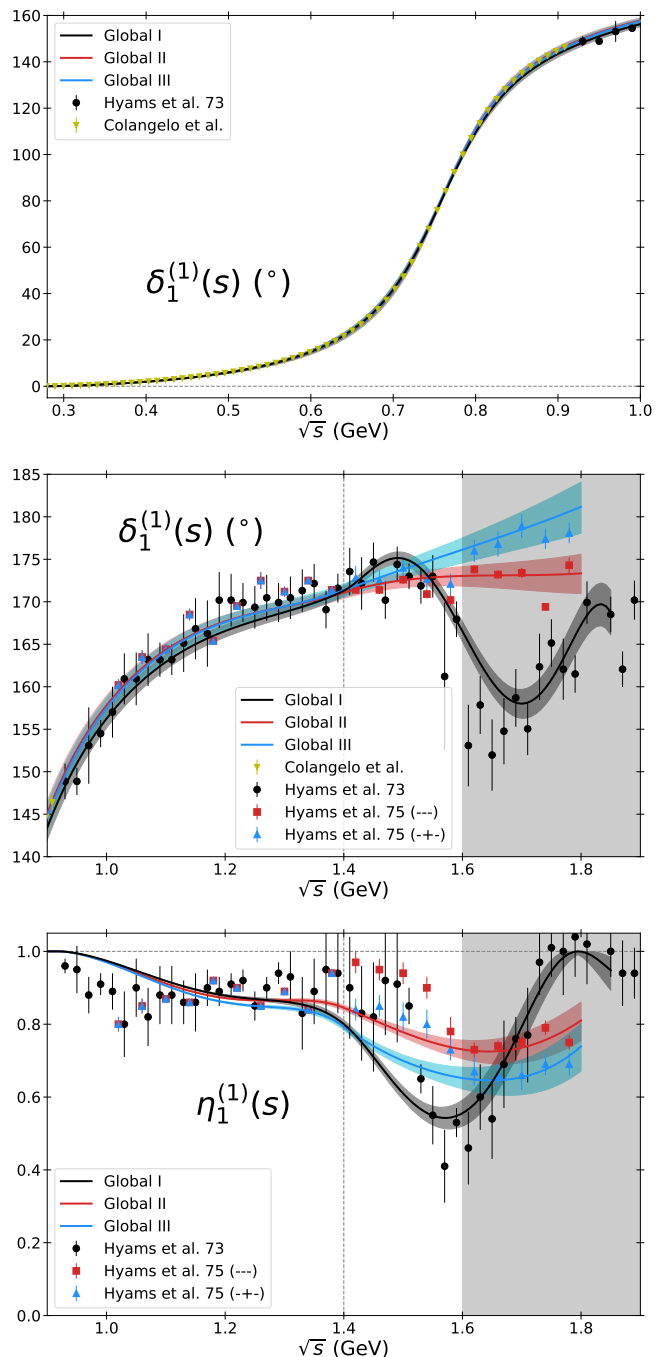 160
140
120
100
80
60
40
20
0
Global I
Global II
Global III
Hyams et al. 73
Colangelo et al.
δ₁⁽¹⁾(s) (°)
0.3 0.4 0.5 0.6 0.7 0.8 0.9 1.0
√s (GeV)
185
180
175
170
165
160
155
150
145
140
δ₁⁽¹⁾(s) (°)
Global I
Global II
Global III
Colangelo et al.
Hyams et al. 73
Hyams et al. 75 (---)
Hyams et al. 75 (-+-)
1.0 1.2 1.4 1.6 1.8
√s (GeV)
1.0
0.8
0.6
0.4
0.2
0.0
η₁⁽¹⁾(s)
Global I
Global II
Global III
Hyams et al. 73
Hyams et al. 75 (---)
Hyams et al. 75 (-+-)
1.0 1.2 1.4 1.6 1.8
√s (GeV)